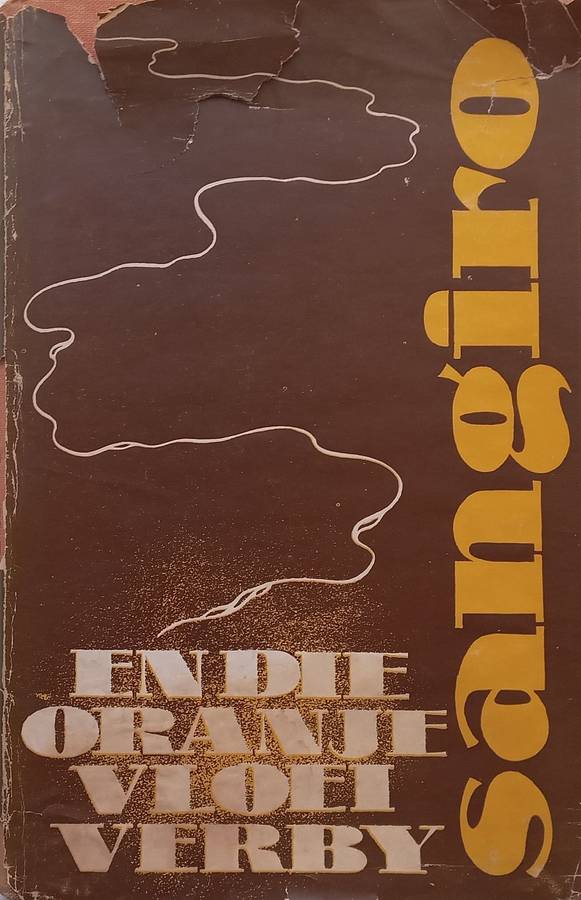 sangiro
EN DIE
ORANJE
VLOEI
VERBY